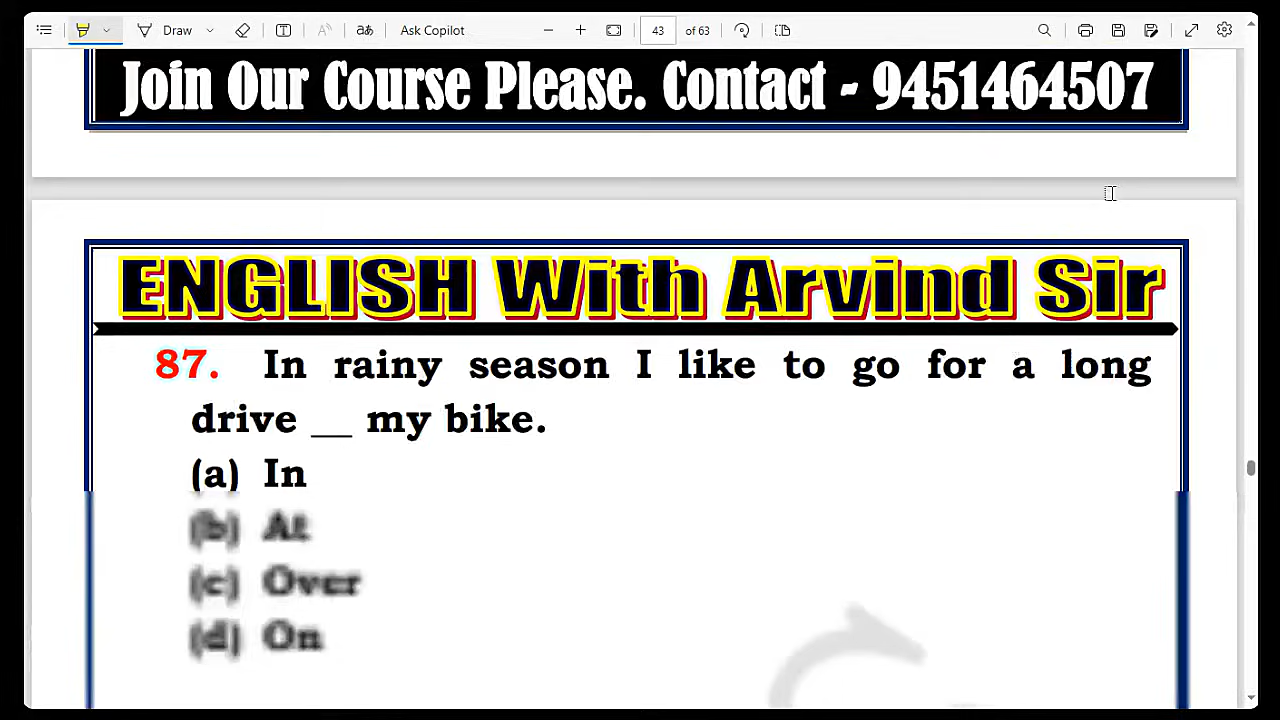 Draw
Ask Copilot
43 of 63
Join Our Course Please. Contact - 9451464507
ENGLISH With Arvind Sir
87. In rainy season I like to go for a long
drive __ my bike.
(a) In
(b) At
(c) Over
(d) On